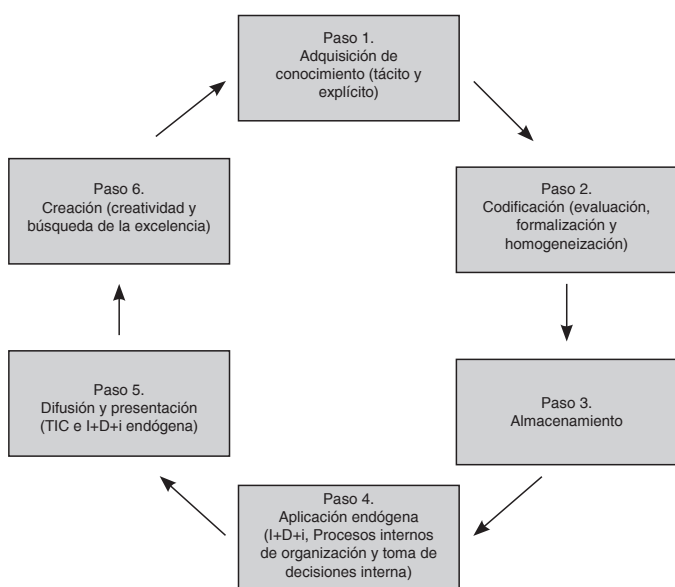 Paso 1.
Adquisición de
conocimiento (tácito y
explícito)
Paso 2.
Codificación (evaluación,
formalización y
homogeneización)
Paso 3.
Almacenamiento
Paso 4.
Aplicación endógena
(I+D+i, Procesos internos
de organización y toma de
decisiones interna)
Paso 5.
Difusión y presentación
(TIC e I+D+i endógena)
Paso 6.
Creación (creatividad y
búsqueda de la excelencia)